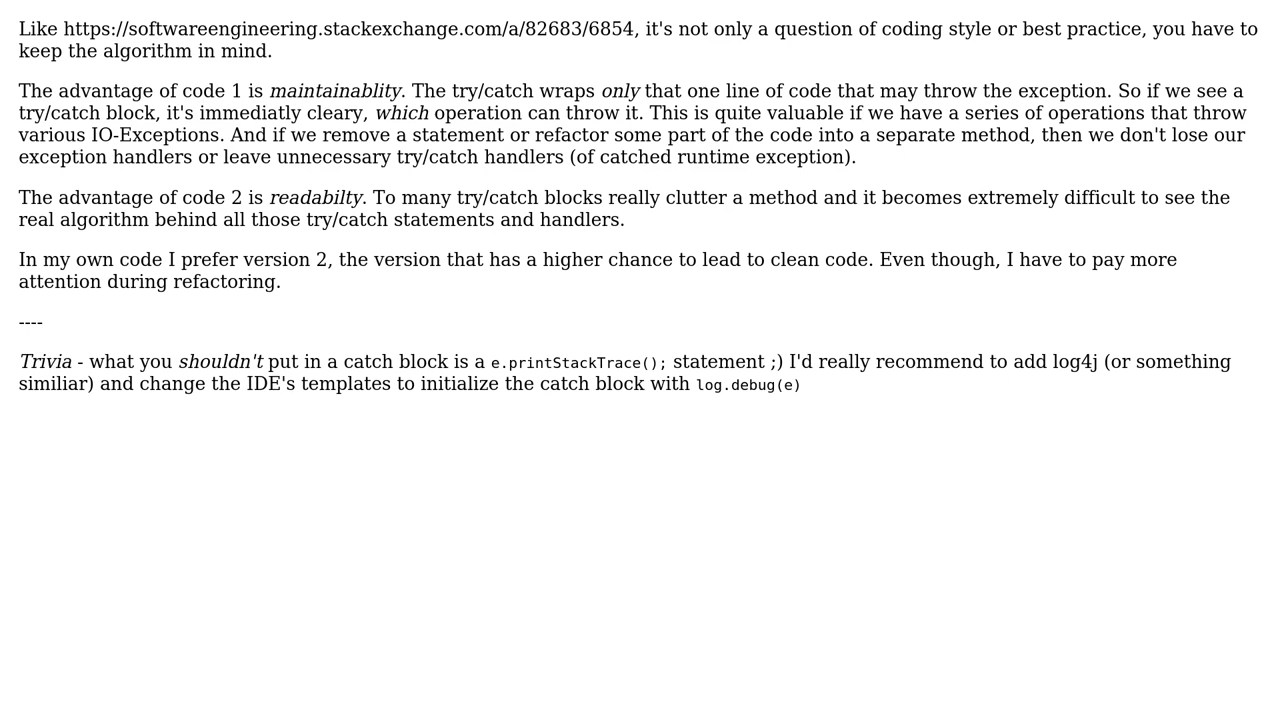 Like https://softwareengineering.stackexchange.com/a/82683/6854, it's not only a question of coding style or best practice, you have to
keep the algorithm in mind.
The advantage of code 1 is maintainablity. The try/catch wraps only that one line of code that may throw the exception. So if we see a
try/catch block, it's immediatly cleary, which operation can throw it. This is quite valuable if we have a series of operations that throw
various IO-Exceptions. And if we remove a statement or refactor some part of the code into a separate method, then we don't lose our
exception handlers or leave unnecessary try/catch handlers (of catched runtime exception).
The advantage of code 2 is readabilty. To many try/catch blocks really clutter a method and it becomes extremely difficult to see the
real algorithm behind all those try/catch statements and handlers.
In my own code I prefer version 2, the version that has a higher chance to lead to clean code. Even though, I have to pay more
attention during refactoring.
----
Trivia - what you shouldn't put in a catch block is a e.printStackTrace(); statement ;) I'd really recommend to add log4j (or something
similiar) and change the IDE's templates to initialize the catch block with log.debug(e)